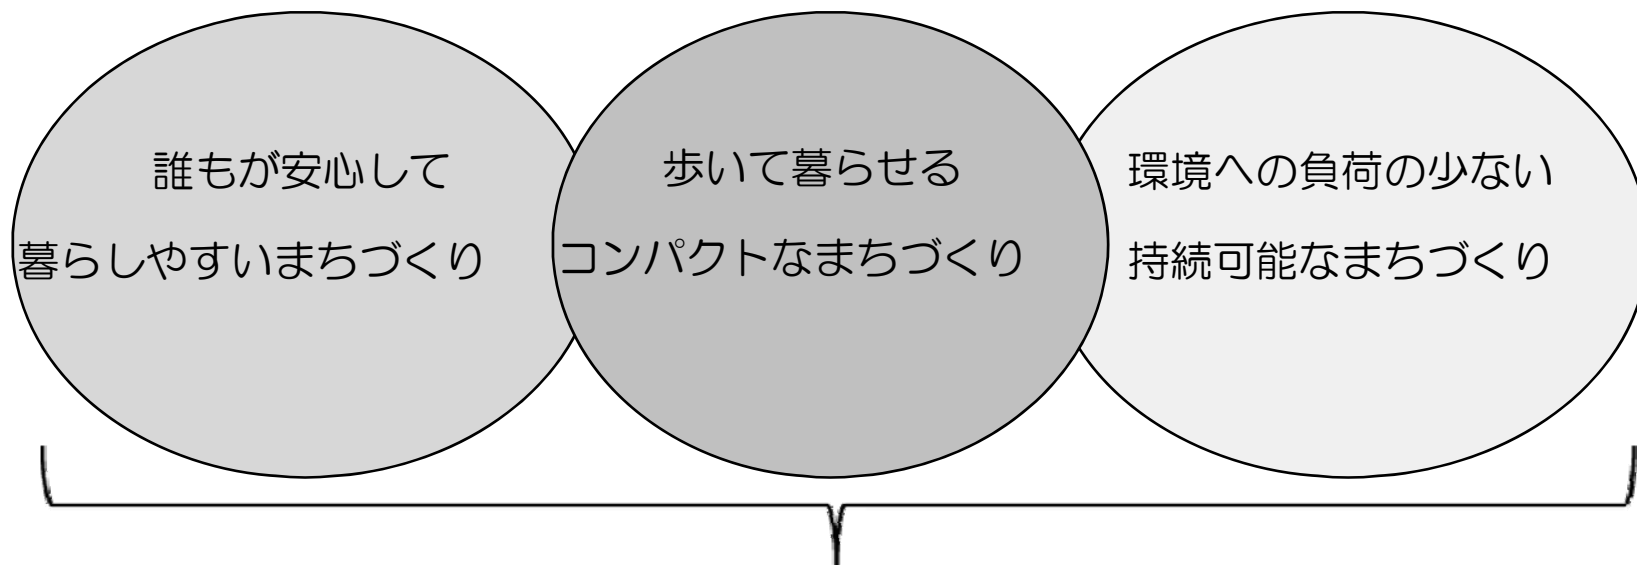 誰もが安心して
暮らしやすいまちづくり
歩いて暮らせる
コンパクトなまちづくり
環境への負荷の少ない
持続可能なまちづくり